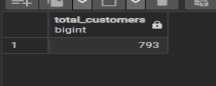 total_customers
bigint
1 793